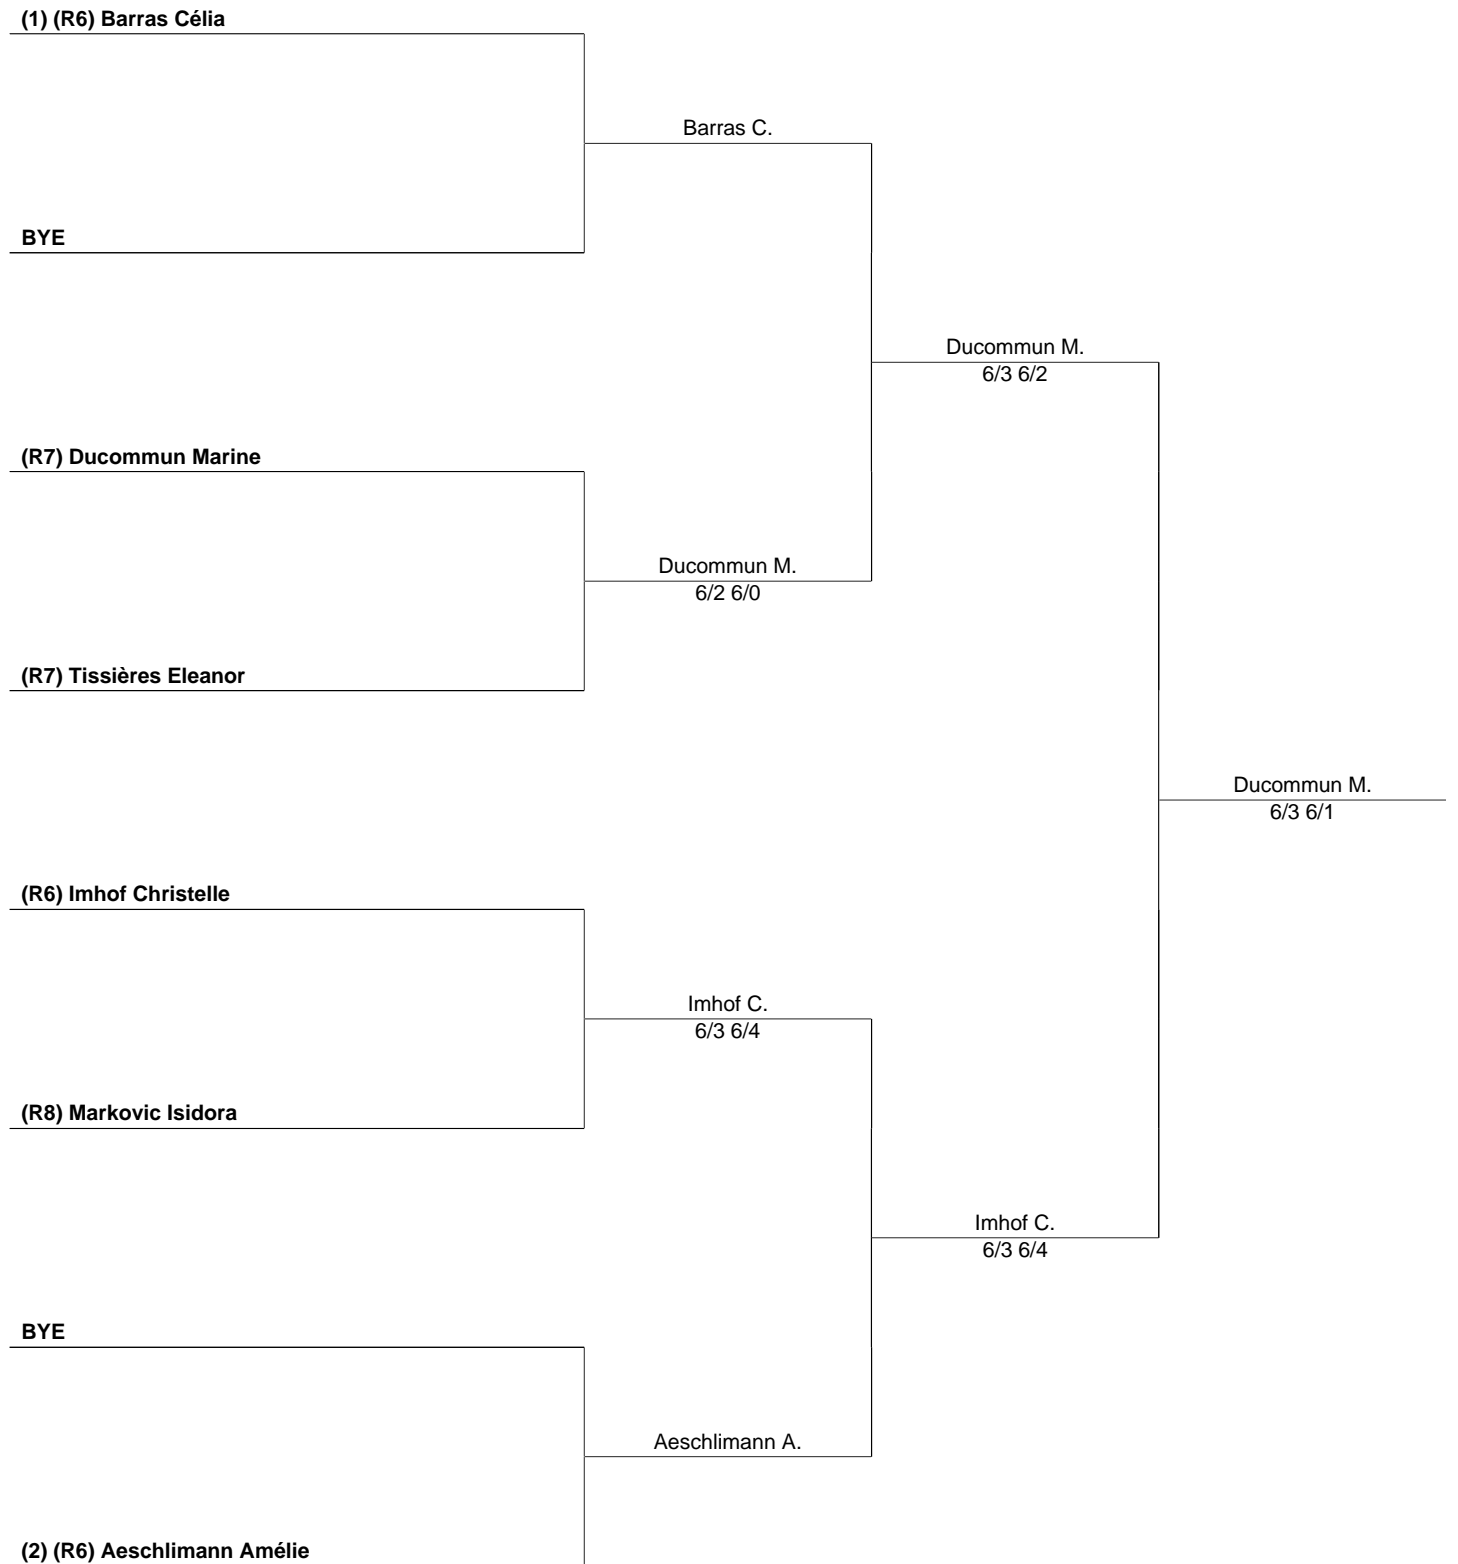 (1) (R6) Barras Célia
Barras C.
BYE
Ducommun M.
6/3 6/2
(R7) Ducommun Marine
Ducommun M.
6/2 6/0
(R7) Tissières Eleanor
Ducommun M.
6/3 6/1
(R6) Imhof Christelle
Imhof C.
6/3 6/4
(R8) Markovic Isidora
Imhof C.
6/3 6/4
BYE
Aeschlimann A.
(2) (R6) Aeschlimann Amélie